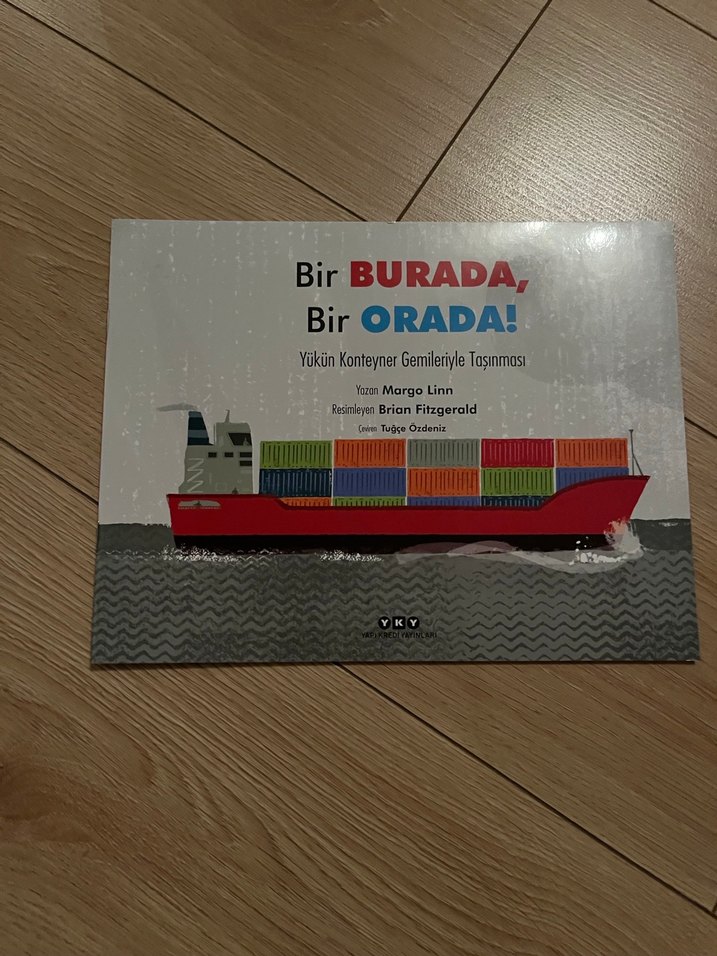 Bir BURADA,
Bir ORADA!
Yükün Konteyner Gemileriyle Taşınması
Yazan Margo Linn
Resimleyen Brian Fitzgerald
Çeviren Tuğçe Özdeniz
YKY
YAPI KREDİ YAYINLARI